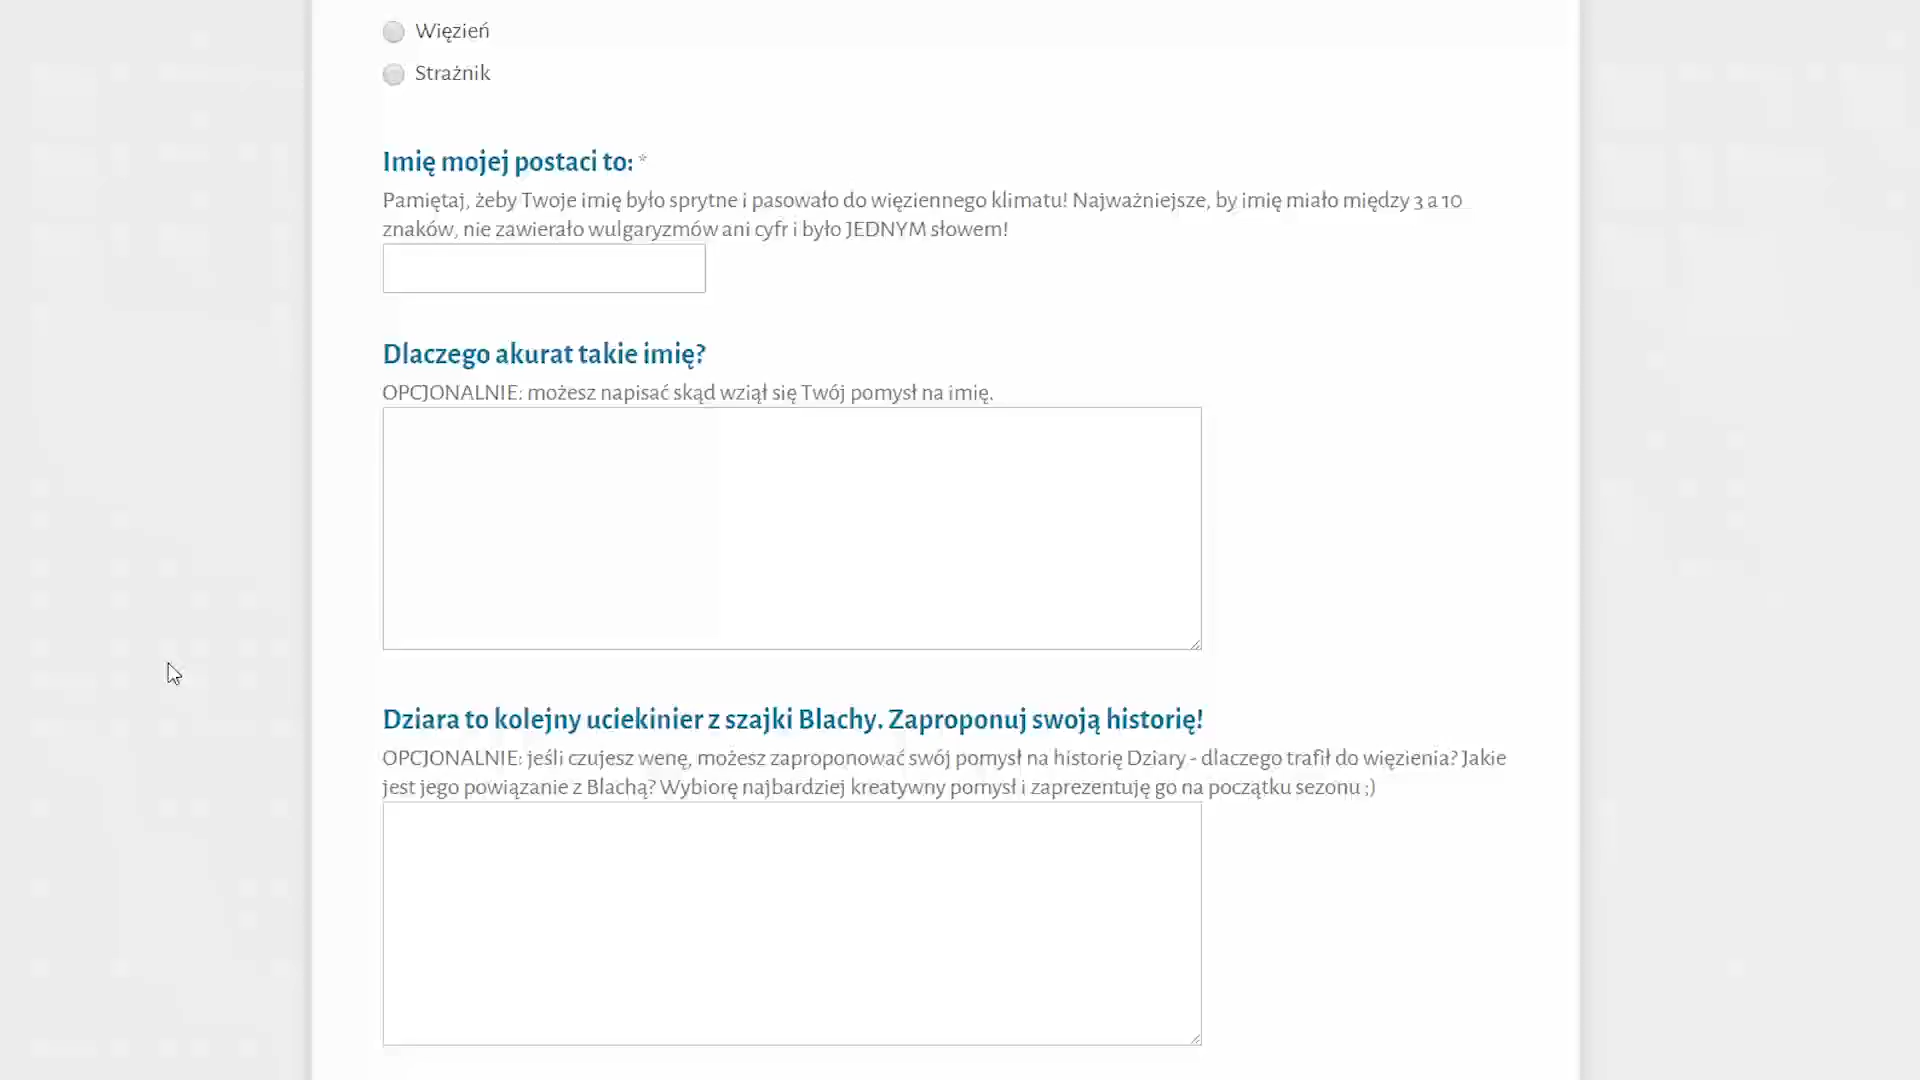 Więzień
Strażnik
Imię mojej postaci to: *
Pamiętaj, żeby Twoje imię było sprytne i pasowało do więziennego klimatu! Najważniejsze, by imię miało między 3 a 10
znaków, nie zawierało wulgaryzmów ani cyfr i było JEDNYM słowem!
Dlaczego akurat takie imię?
OPCJONALNIE: możesz napisać skąd wziął się Twój pomysł na imię.
Dziara to kolejny uciekinier z szajki Blachy. Zaproponuj swoją historię!
OPCJONALNIE: jeśli czujesz wenę, możesz zaproponować swój pomysł na historię Dziary - dlaczego trafił do więzienia? Jakie
jest jego powiązanie z Blachą? Wybiorę najbardziej kreatywny pomysł i zaprezentuję go na początku sezonu ;)